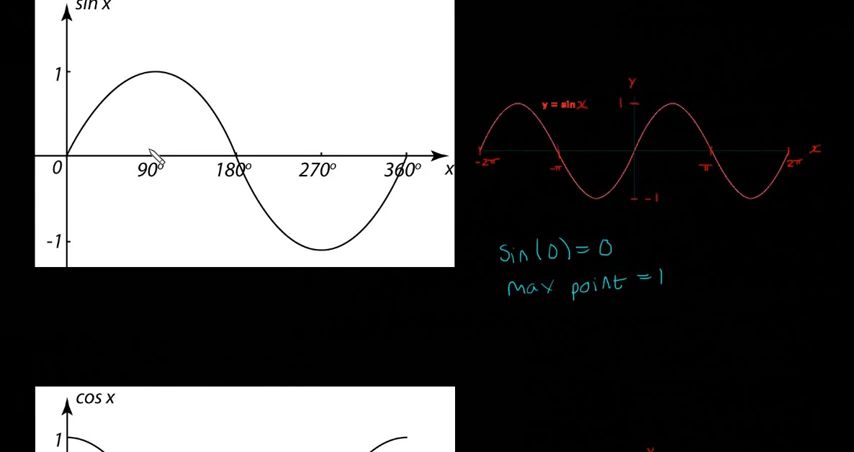 sin x
1
0
90°
180°
270°
360°
x
-1
y
1
y = sin x
-2π
-π
π
2π
x
-1
sin(0) = 0
max point = 1
cos x
1
y